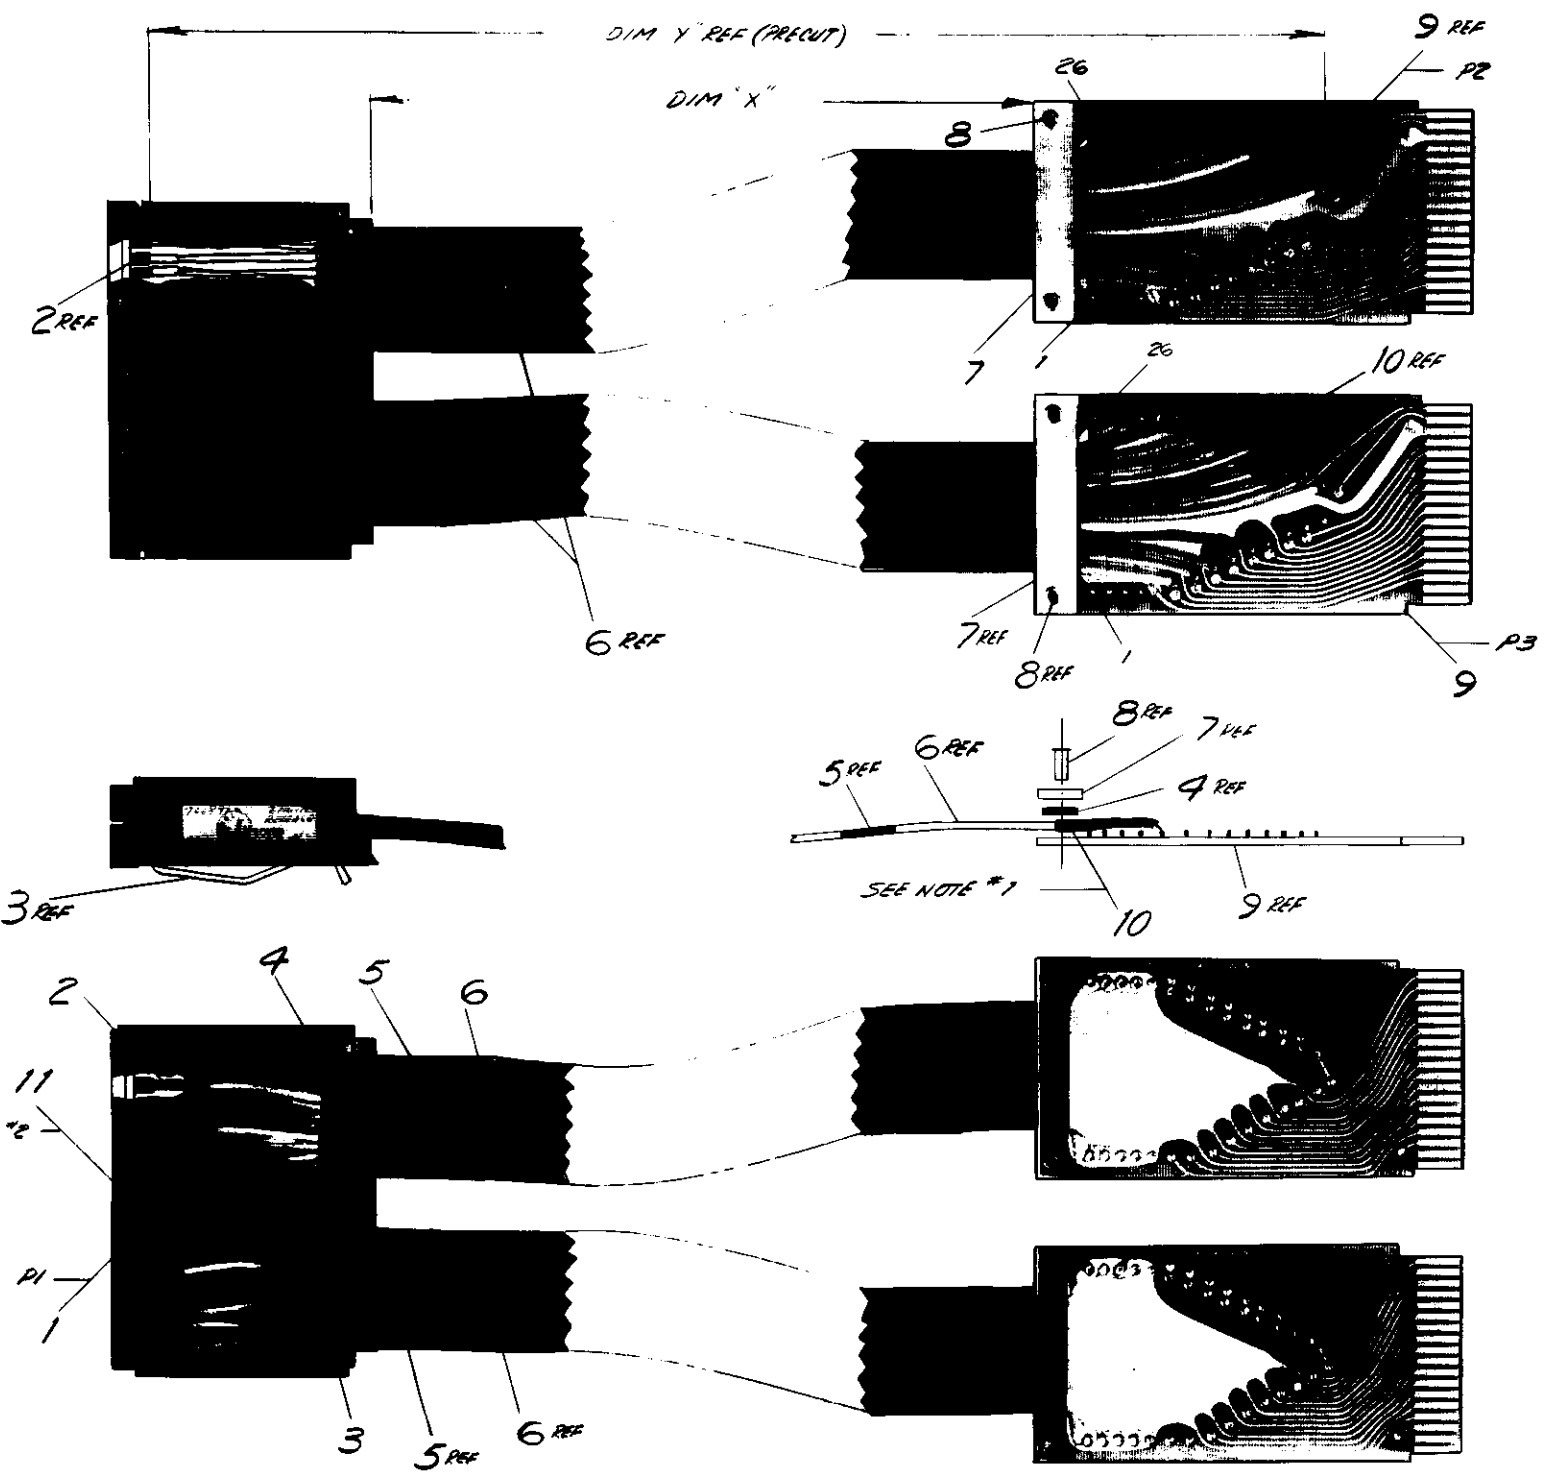 DIM Y" REF (PRECUT)
9 REF
P2
26
DIM "X"
8
2 REF
7
1
26
10 REF
6 REF
7 REF
8 REF
1
P3
9
8 REF
7 REF
6 REF
5 REF
4 REF
3 REF
SEE NOTE #1
10
9 REF
2
4
5
6
11
#2
P1
1
3
5 REF
6 REF